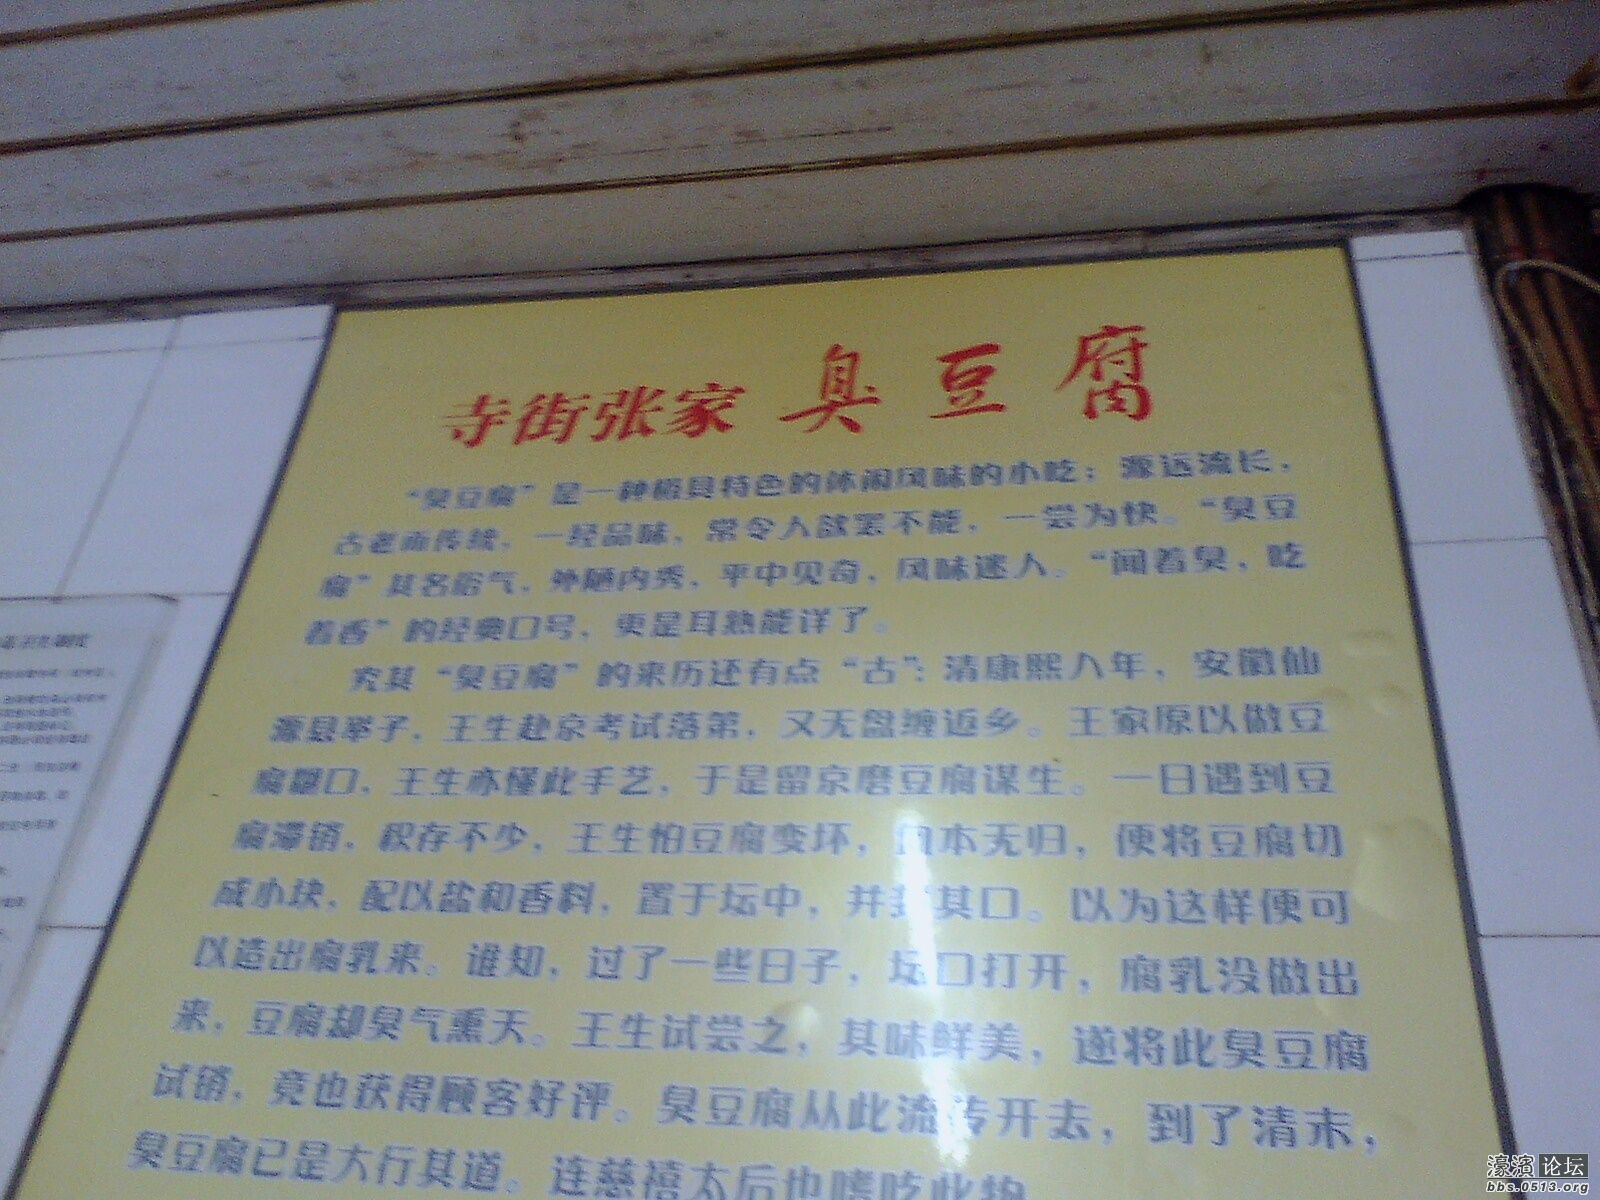 寺街张家 臭豆腐
“臭豆腐”是一种极具特色的休闲风味的小吃；源远流长，
古老而传统，一经品味，常令人欲罢不能，一尝为快。“臭豆
腐”其名俗气，外陋内秀，平中见奇，风味迷人。“闻着臭，吃
着香”的经典口号，更是耳熟能详了。
究其“臭豆腐”的来历还有点“古”：清康熙八年，安徽仙
源县举子，王生赴京考试落第，又无盘缠返乡。王家原以做豆
腐糊口，王生亦懂此手艺，于是留京磨豆腐谋生。一日遇到豆
腐滞销，积存不少，王生怕豆腐变坏，本无归，便将豆腐切
成小块，配以盐和香料，置于坛中，并其口。以为这样便可
以造出腐乳来。谁知，过了一些日子，坛口打开，腐乳没做出
来，豆腐却臭气熏天。王生试尝之，其味鲜美，遂将此臭豆腐
试销，竟也获得顾客好评。臭豆腐从此流传开去，到了清末，
臭豆腐已是大行其道。连慈禧太后也嗜吃此物
濠滨论坛
bbs.0513.org